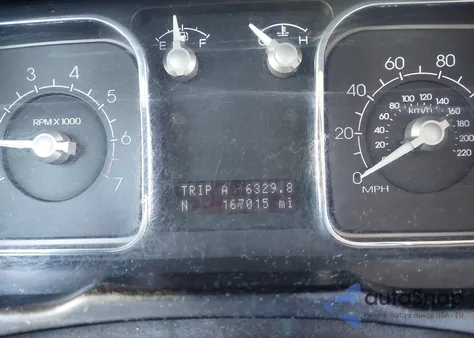 E F
C H
3 4 5 6 7 7
RPM X 1000
0 20 40 60 80
km/h
20 40 60 80 100 120 140 160 180 200 220
MPH
TRIP A 6329.8
N 167015 mi
autoSnap